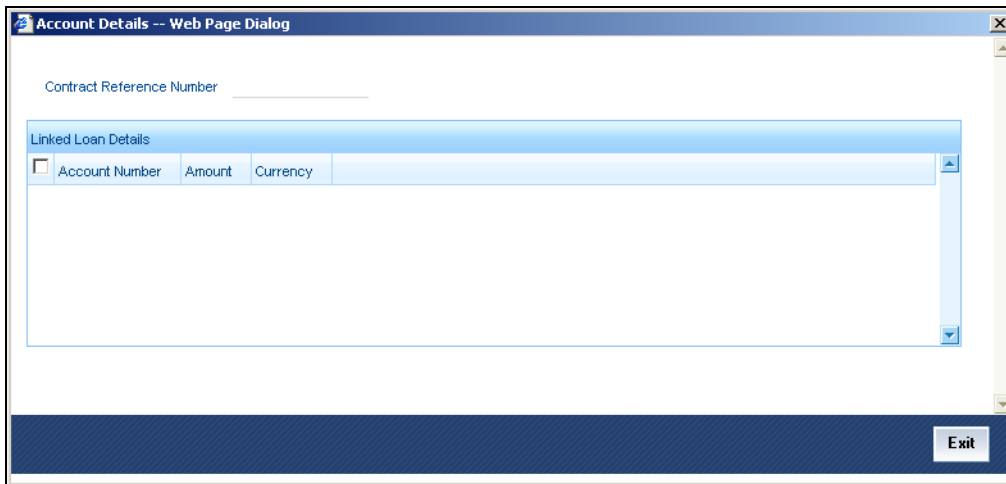 Account Details -- Web Page Dialog
Contract Reference Number
Linked Loan Details
Account Number Amount Currency
Exit